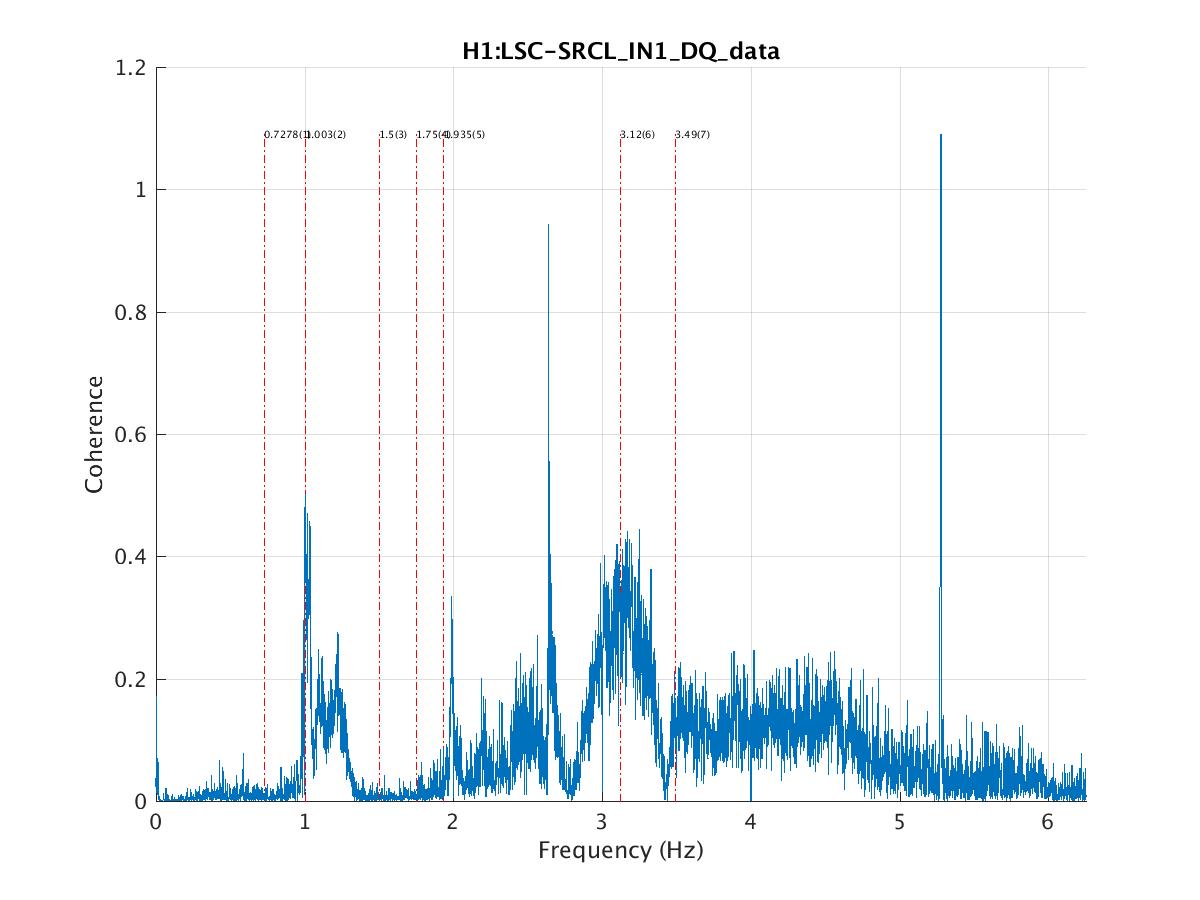 H1:LSC-SRCL_IN1_DQ_data
1.2
0.7278(1) 1.003(2) 1.5(3) 1.75(4) 1.935(5) 3.12(6) 3.49(7)
1
0.8
Coherence
0.6
0.4
0.2
0
0 1 2 3 4 5 6
Frequency (Hz)